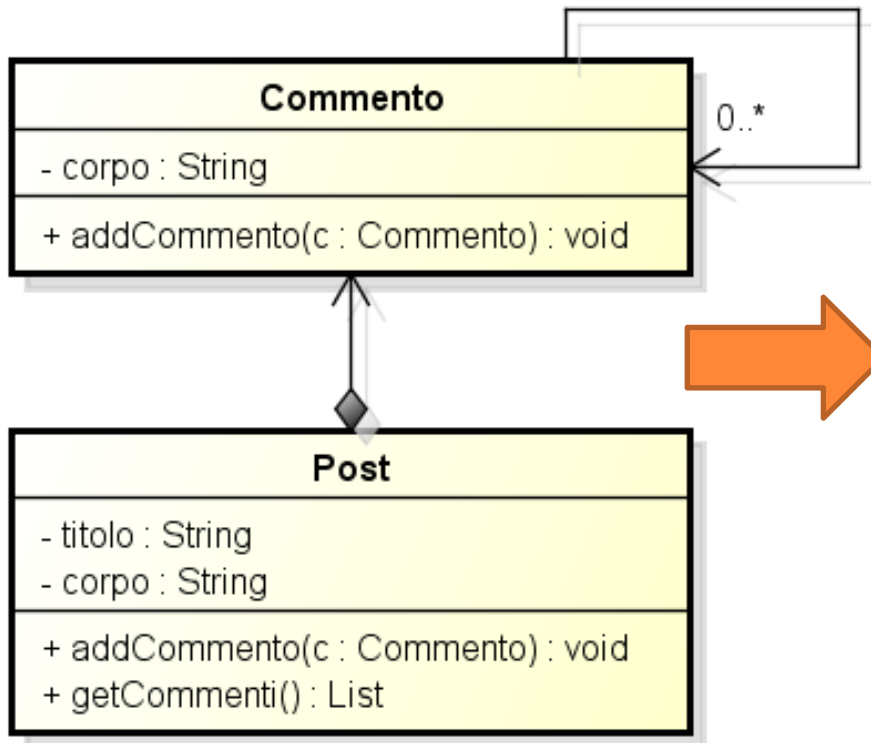 Commento
0..*
- corpo : String
+ addCommento(c : Commento) : void
Post
- titolo : String
- corpo : String
+ addCommento(c : Commento) : void
+ getCommenti() : List